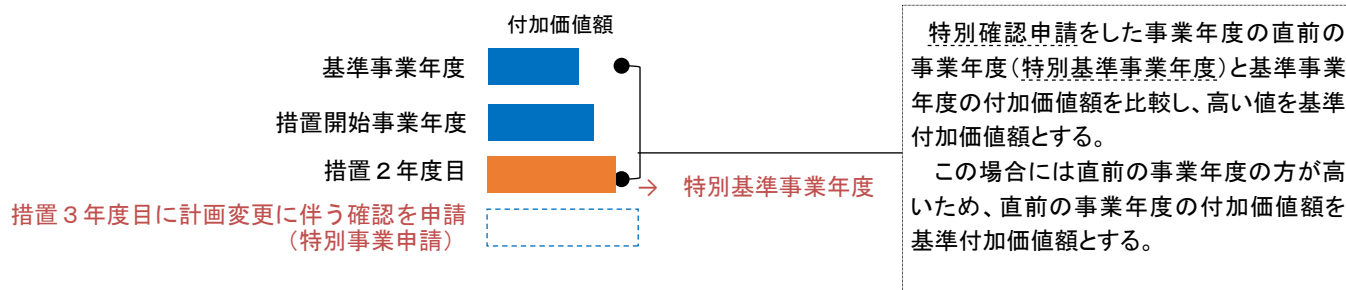 付加価値額
基準事業年度
措置開始事業年度
措置２年度目
→ 特別基準事業年度
措置３年度目に計画変更に伴う確認を申請
（特別事業申請）
特別確認申請をした事業年度の直前の
事業年度（特別基準事業年度）と基準事業
年度の付加価値額を比較し、高い値を基準
付加価値額とする。
この場合には直前の事業年度の方が高
いため、直前の事業年度の付加価値額を
基準付加価値額とする。